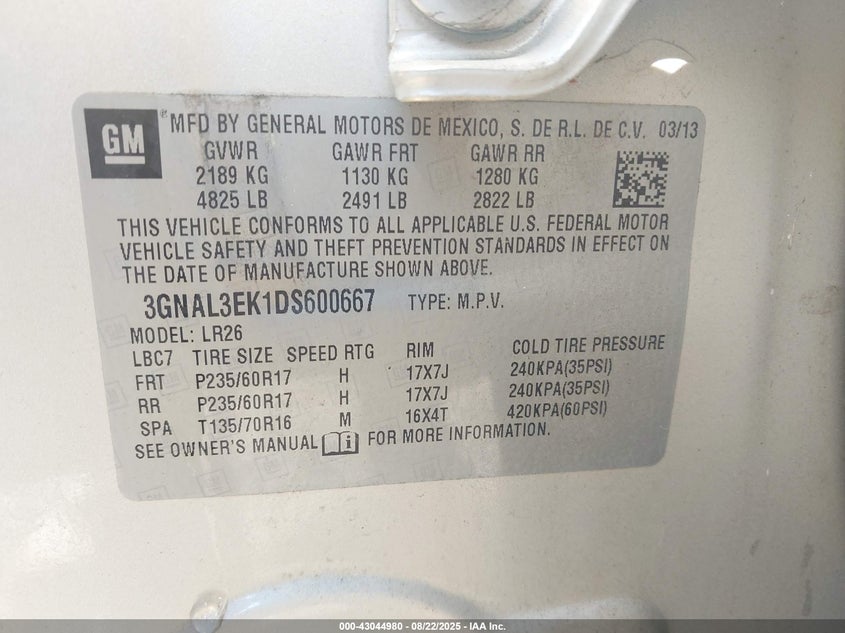 GM
® MFD BY GENERAL MOTORS DE MEXICO, S. DE R.L. DE C.V. 03/13
GVWR GAWR FRT GAWR RR
2189 KG 1130 KG 1280 KG
4825 LB 2491 LB 2822 LB
THIS VEHICLE CONFORMS TO ALL APPLICABLE U.S. FEDERAL MOTOR
VEHICLE SAFETY AND THEFT PREVENTION STANDARDS IN EFFECT ON
THE DATE OF MANUFACTURE SHOWN ABOVE.
3GNAL3EK1DS600667 TYPE: M.P.V.
MODEL: LR26
LBC7 TIRE SIZE SPEED RTG RIM COLD TIRE PRESSURE
FRT P235/60R17 H 17X7J 240KPA(35PSI)
RR P235/60R17 H 17X7J 240KPA(35PSI)
SPA T135/70R16 M 16X4T 420KPA(60PSI)
SEE OWNER'S MANUAL i FOR MORE INFORMATION.
000-43044980 - 08/22/2025 - IAA Inc.